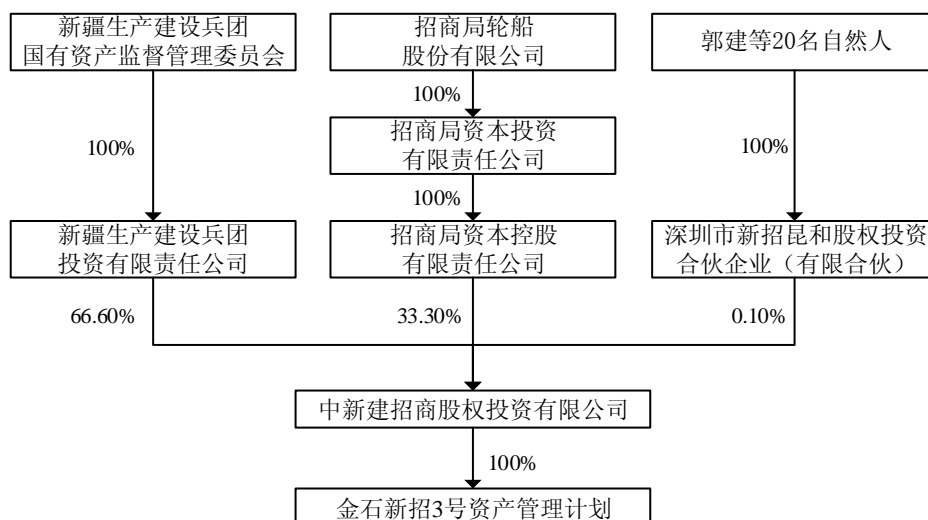 新疆生产建设兵团
国有资产监督管理委员会
招商局轮船
股份有限公司
郭建等20名自然人
100%
招商局资本投资
有限责任公司
100%
100%
100%
新疆生产建设兵团
投资有限责任公司
招商局资本控股
有限责任公司
深圳市新招昆和股权投资
合伙企业（有限合伙）
66.60%
33.30%
0.10%
中新建招商股权投资有限公司
100%
金石新招3号资产管理计划